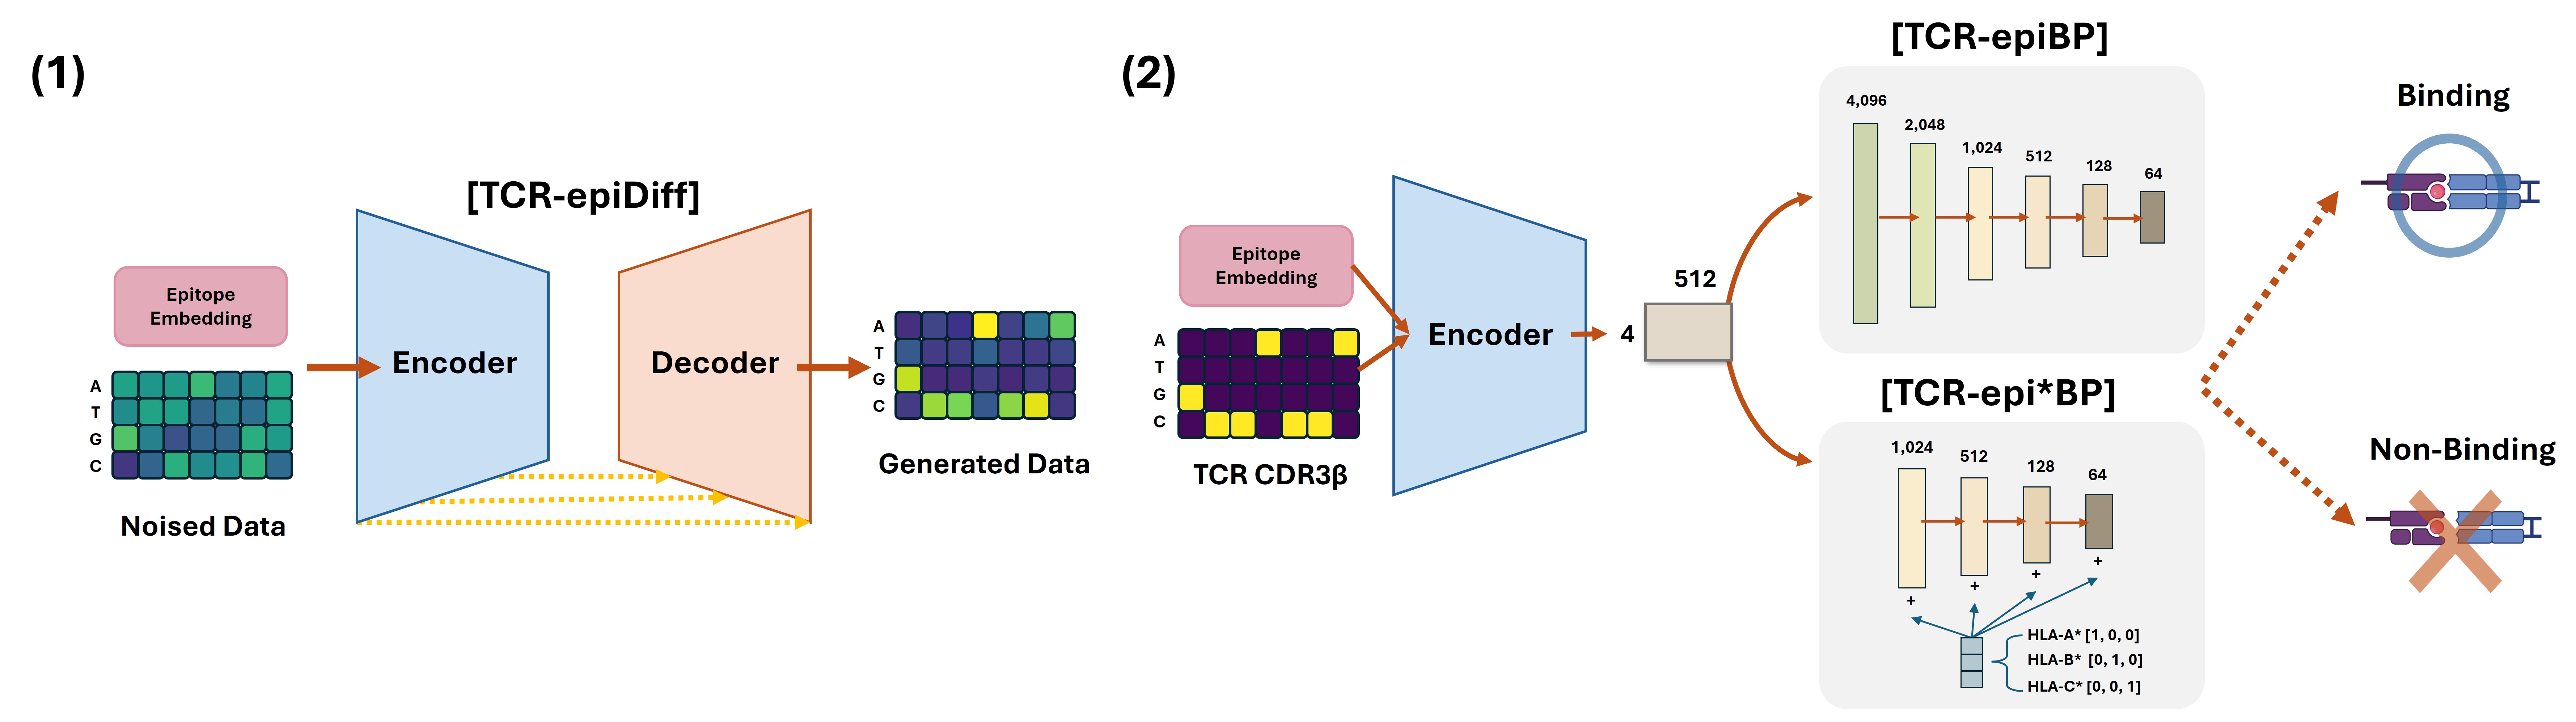 (1)
[TCR-epiDiff]
Epitope
Embedding
A
T
G
C
Noised Data
Encoder
Decoder
A
T
G
C
Generated Data
(2)
Epitope
Embedding
A
T
G
C
TCR CDR3β
Encoder
4
512
[TCR-epiBP]
4,096
2,048
1,024
512
128
64
[TCR-epi*BP]
1,024
512
128
64
+
+
+
+
HLA-A* [1, 0, 0]
HLA-B* [0, 1, 0]
HLA-C* [0, 0, 1]
Binding
Non-Binding